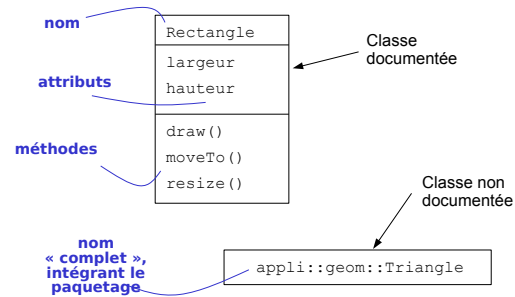 nom
Rectangle
Classe
documentée
largeur
hauteur
attributs
draw()
moveTo()
resize()
méthodes
Classe non
documentée
nom
« complet »,
intégrant le
paquetage
appli::geom::Triangle